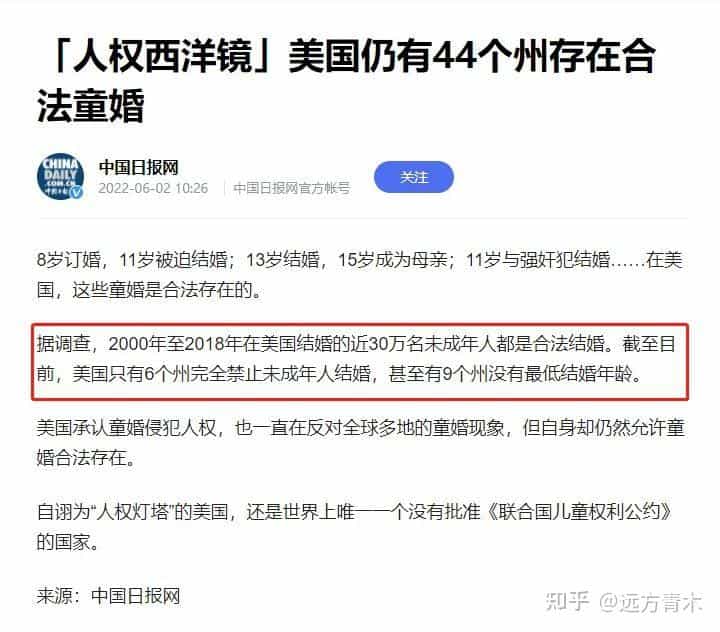 「人权西洋镜」美国仍有44个州存在合
法童婚
CHINA
DAILY
.COM.CN
中国日报网
2022-06-02 10:26 中国日报网官方帐号
关注
8岁订婚，11岁被迫结婚；13岁结婚，15岁成为母亲；11岁与强奸犯结婚……在美
国，这些童婚是合法存在的。
据调查，2000年至2018年在美国结婚的近30万名未成年人都是合法结婚。截至目
前，美国只有6个州完全禁止未成年人结婚，甚至有9个州没有最低结婚年龄。
美国承认童婚侵犯人权，也一直在反对全球多地的童婚现象，但自身却仍然允许童
婚合法存在。
自诩为“人权灯塔”的美国，还是世界上唯一一个没有批准《联合国儿童权利公约》
的国家。
来源：中国日报网
知乎 @远方青木